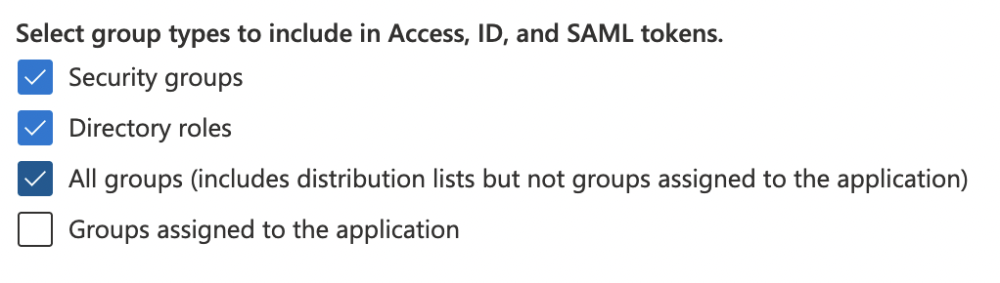 Select group types to include in Access, ID, and SAML tokens.
Security groups
Directory roles
All groups (includes distribution lists but not groups assigned to the application)
Groups assigned to the application